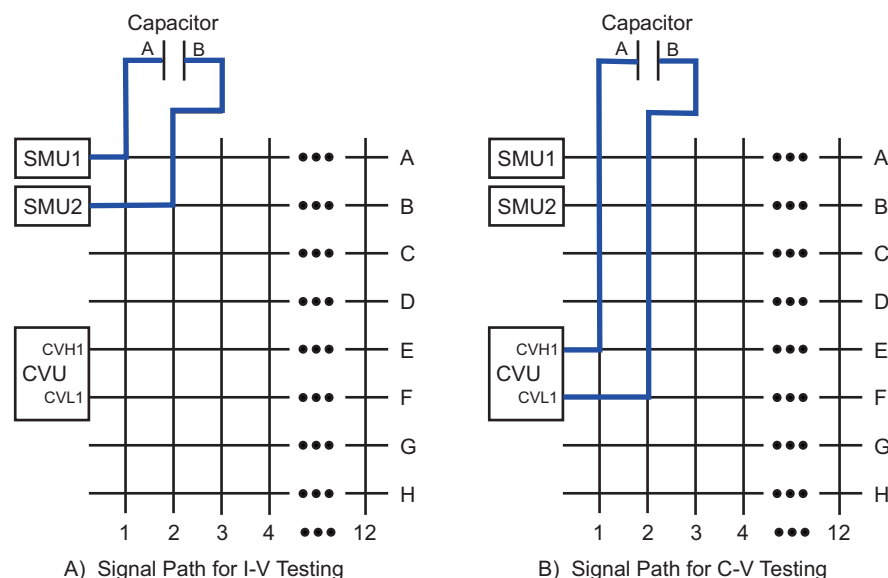 Capacitor
A B
SMU1 A
SMU2 B
C
D
CVH1 E
CVU
CVL1 F
G
H
1 2 3 4 12
A) Signal Path for I-V Testing
Capacitor
A B
SMU1 A
SMU2 B
C
D
CVH1 E
CVU
CVL1 F
G
H
1 2 3 4 12
B) Signal Path for C-V Testing